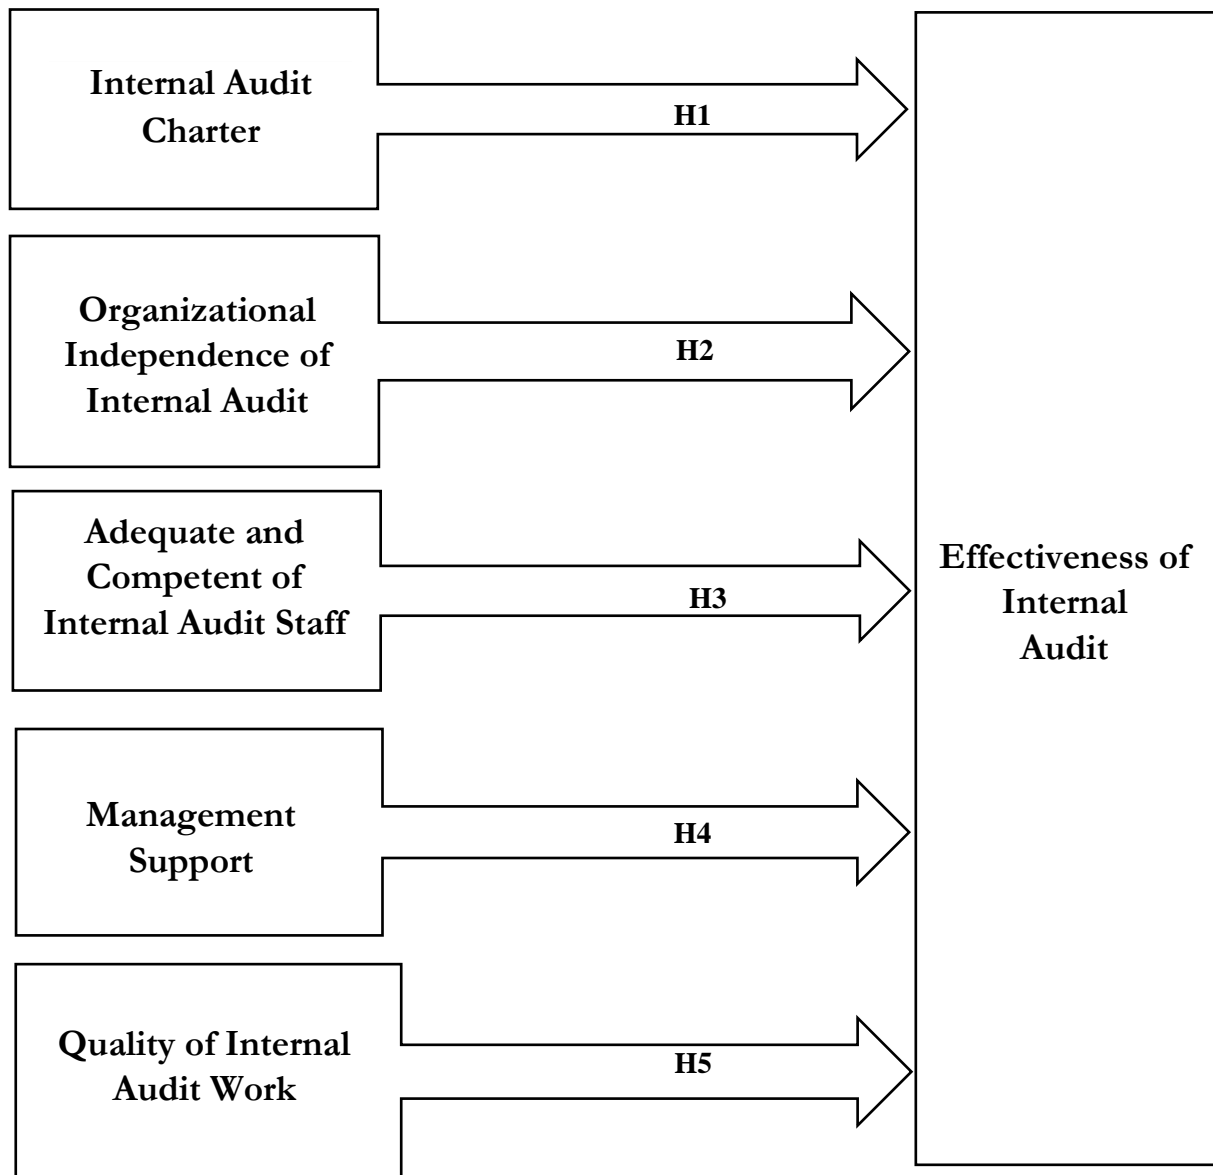 Internal Audit
Charter
H1
Organizational
Independence of
Internal Audit
H2
Adequate and
Competent of
Internal Audit Staff
H3
Effectiveness of
Internal
Audit
Management
Support
H4
Quality of Internal
Audit Work
H5